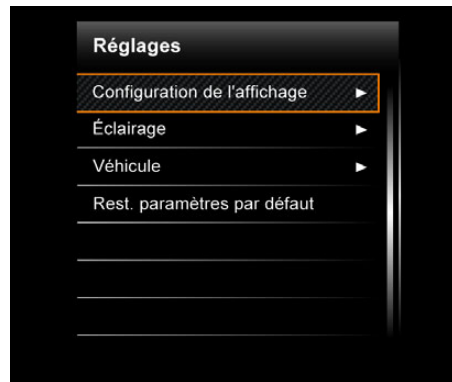 Réglages
Configuration de l'affichage
Éclairage
Véhicule
Rest. paramètres par défaut